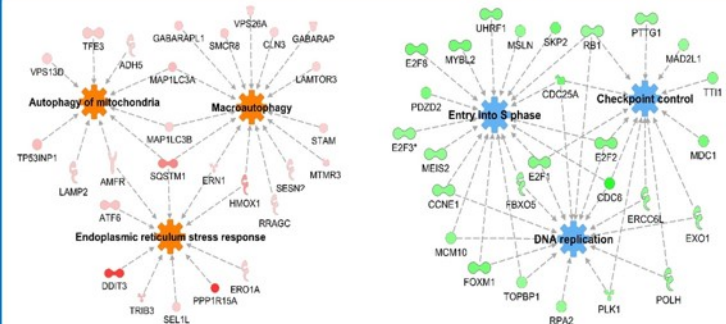 VPS26A
TFE3
GABARAPL1
SMCR8
CLN3
GABARAP
VPS13D
ADH5
MAP1LC3A
LAMTOR3
Autophagy of mitochondria
Macroautophagy
MAP1LC3B
STAM
TP53INP1
SQSTM1
MTMR3
LAMP2
AMFR
ERN1
SESN2
HMOX1
ATF6
RRAGC
Endoplasmic reticulum stress response
DDIT3
PPP1R15A
ERO1A
TRIB3
SEL1L
UHRF1
MSLN
SKP2
RB1
PTTG1
E2F8
MYBL2
MAD2L1
CDC25A
TTI1
PDZD2
Entry into S phase
Checkpoint control
E2F3*
E2F2
MDC1
MEIS2
E2F1
CCNE1
FBXO5
CDC6
ERCC6L
EXO1
DNA replication
MCM10
FOXM1
TOPBP1
PLK1
POLH
RPA2